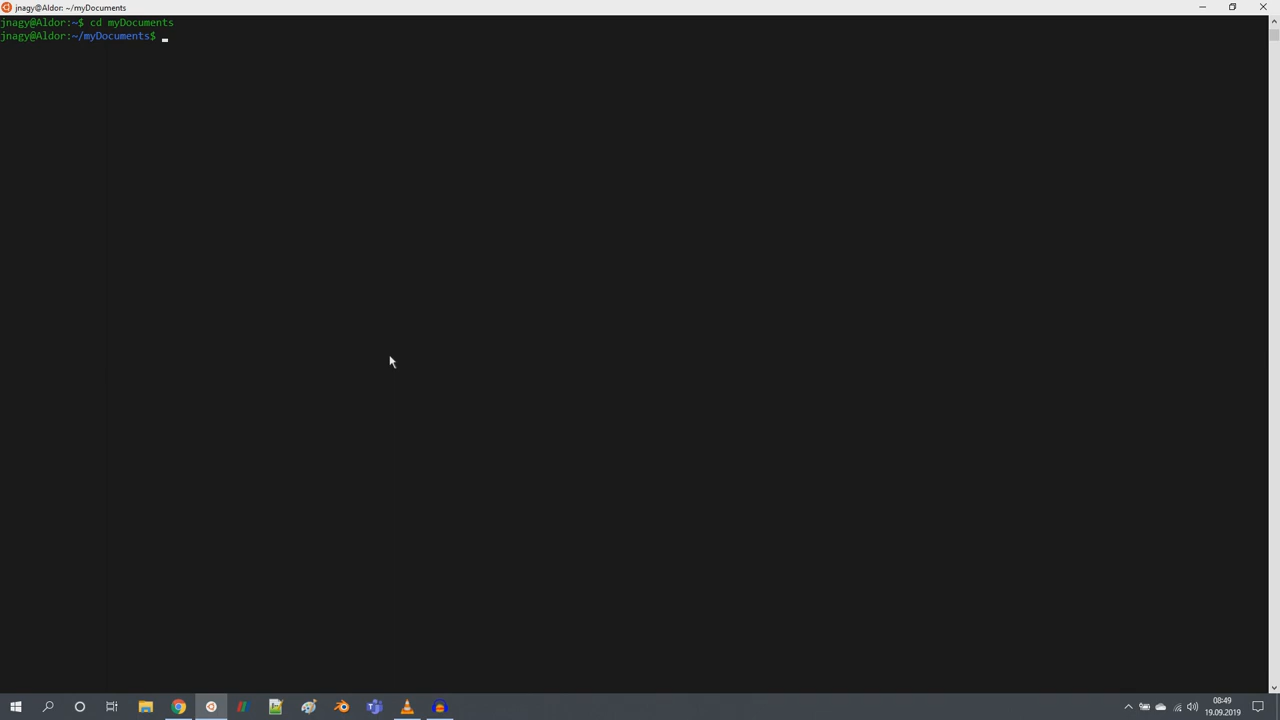 jnagy@Aldor: ~/myDocuments
jnagy@Aldor:~$ cd myDocuments
jnagy@Aldor:~/myDocuments$
08:49
19.09.2019